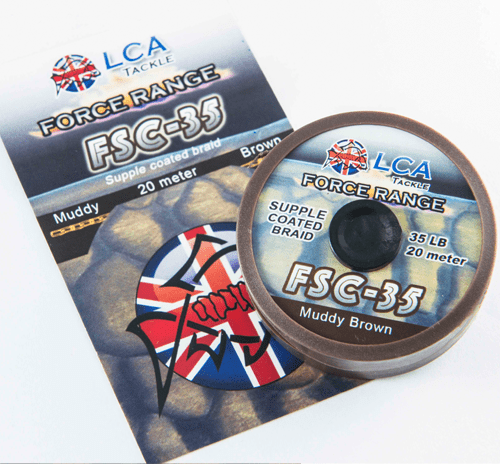 LCA
TACKLE
FORCE RANGE
FSC-35
Supple coated braid
20 meter
Muddy
Brown
LCA
TACKLE
FORCE RANGE
SUPPLE
COATED
BRAID
35 LB
20 meter
FSC-35
Muddy Brown